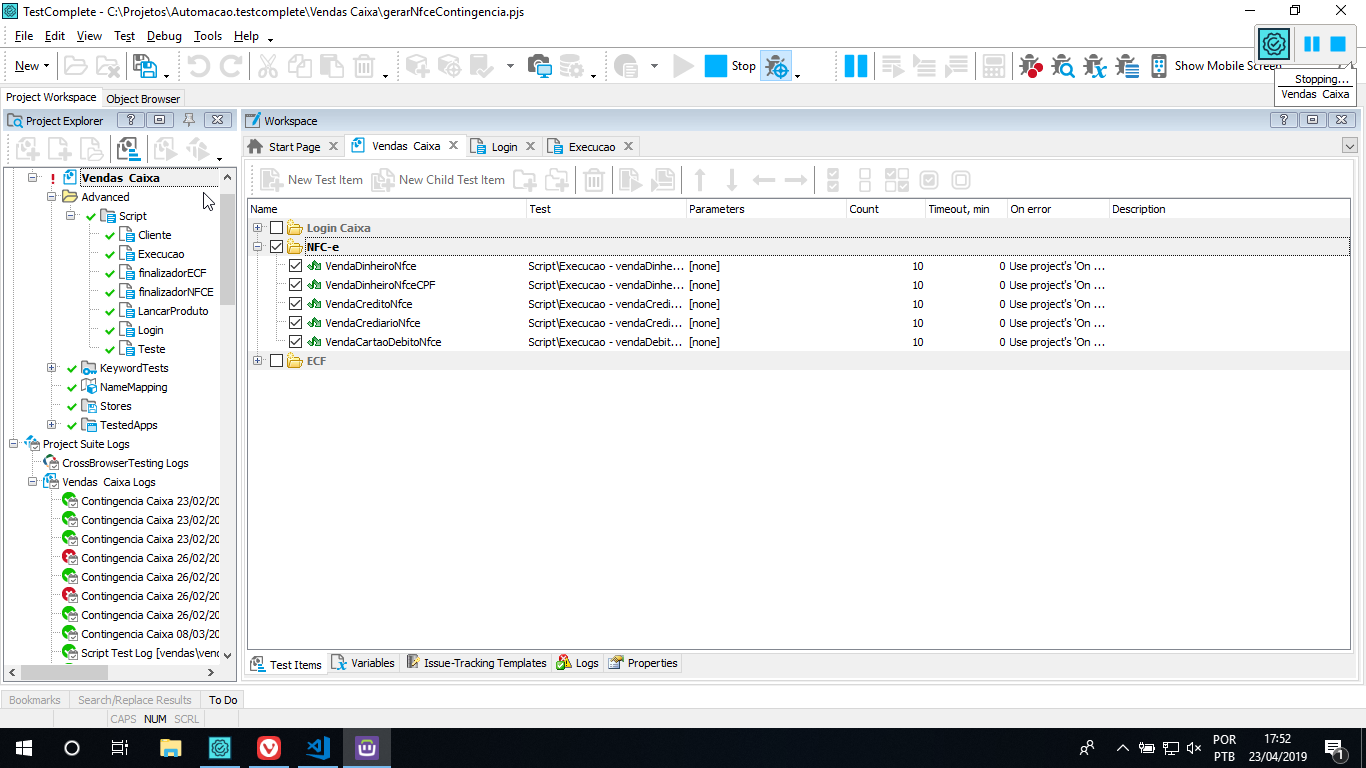 TestComplete - C:\Projetos\Automacao.testcomplete\Vendas Caixa\gerarNfceContingencia.pjs
File Edit View Test Debug Tools Help
New Stop Show Mobile Screen
Stopping...
Vendas Caixa
Project Workspace Object Browser
Project Explorer
Workspace
Start Page Vendas Caixa Login Execucao
New Test Item New Child Test Item
Name Test Parameters Count Timeout, min On error Description
Login Caixa
NFC-e
VendaDinheiroNfce Script\Execucao - vendaDinhe... [none] 10 0 Use project's 'On ...
VendaDinheiroNfceCPF Script\Execucao - vendaDinhe... [none] 10 0 Use project's 'On ...
VendaCreditoNfce Script\Execucao - vendaCredi... [none] 10 0 Use project's 'On ...
VendaCrediarioNfce Script\Execucao - vendaCredi... [none] 10 0 Use project's 'On ...
VendaCartaoDebitoNfce Script\Execucao - vendaDebit... [none] 10 0 Use project's 'On ...
ECF
Vendas Caixa
Advanced
Script
Cliente
Execucao
finalizadorECF
finalizadorNFCE
LancarProduto
Login
Teste
KeywordTests
NameMapping
Stores
TestedApps
Project Suite Logs
CrossBrowserTesting Logs
Vendas Caixa Logs
Contingencia Caixa 23/02/20
Contingencia Caixa 23/02/20
Contingencia Caixa 23/02/20
Contingencia Caixa 26/02/20
Contingencia Caixa 26/02/20
Contingencia Caixa 26/02/20
Contingencia Caixa 26/02/20
Contingencia Caixa 08/03/20
Script Test Log [vendas\vend
Test Items Variables Issue-Tracking Templates Logs Properties
Bookmarks Search/Replace Results To Do
CAPS NUM SCRL
POR
PTB
17:52
23/04/2019
1